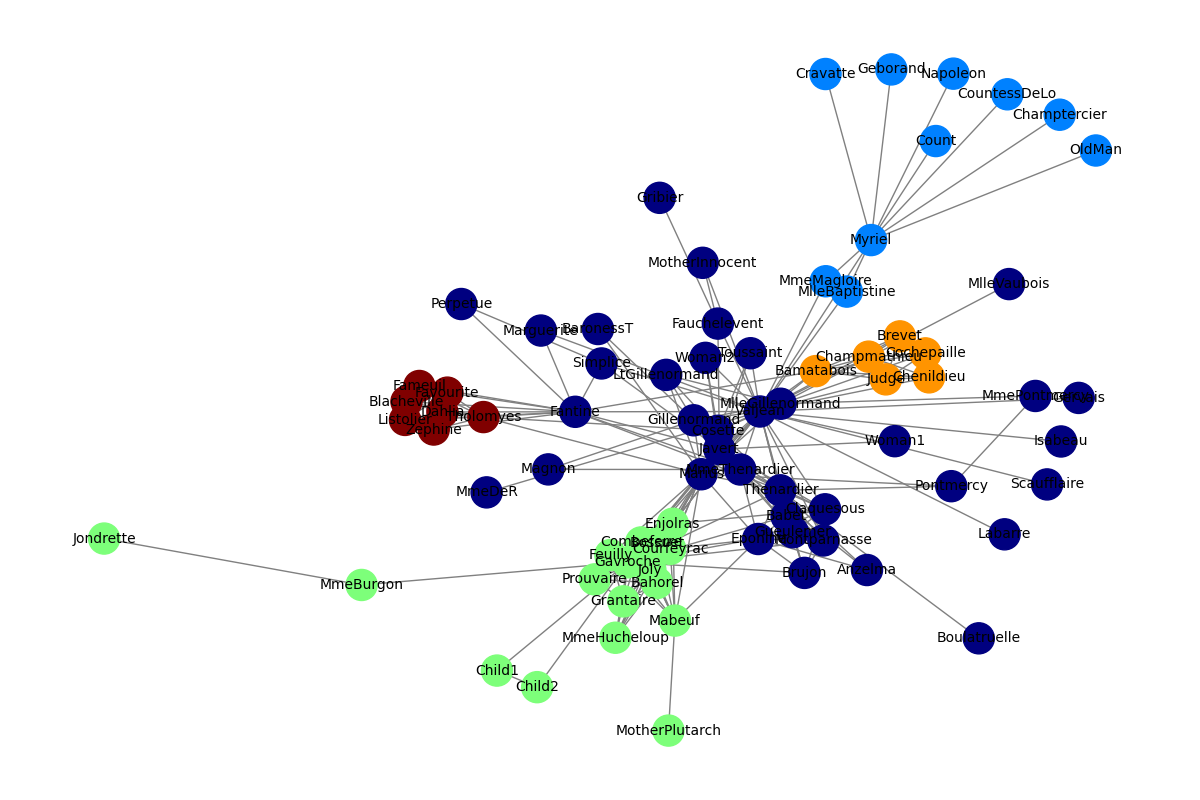 Cravatte
Geborand
Napoleon
CountessDeLo
Champtercier
Count
OldMan
Gribier
Myriel
MotherInnocent
MmeMagloire
MlleBaptistine
MlleVaubois
Perpetue
Marguerite
BaronessT
Fauchelevent
Brevet
Simplice
LtGillenormand
Woman2
Toussaint
Champmathieu
Cochepaille
Bamatabois
Judge
Chenildieu
Fameuil
Favourite
Blacheville
Dahlia
Listolier
Zephine
Tholomyes
Fantine
Gillenormand
MlleGillenormand
Valjean
MmePontmercy
Gervais
Cosette
Javert
Woman1
Isabeau
Magnon
Marius
MmeThenardier
MmeDeR
Thenardier
Pontmercy
Scaufflaire
Claquesous
Babet
Gueulemer
Montparnasse
Eponine
Labarre
Enjolras
Combeferre
Bossuet
Courfeyrac
Feuilly
Gavroche
Joly
Prouvaire
Bahorel
Brujon
Anzelma
Jondrette
MmeBurgon
Grantaire
Mabeuf
MmeHucheloup
Boulatruelle
Child1
Child2
MotherPlutarch